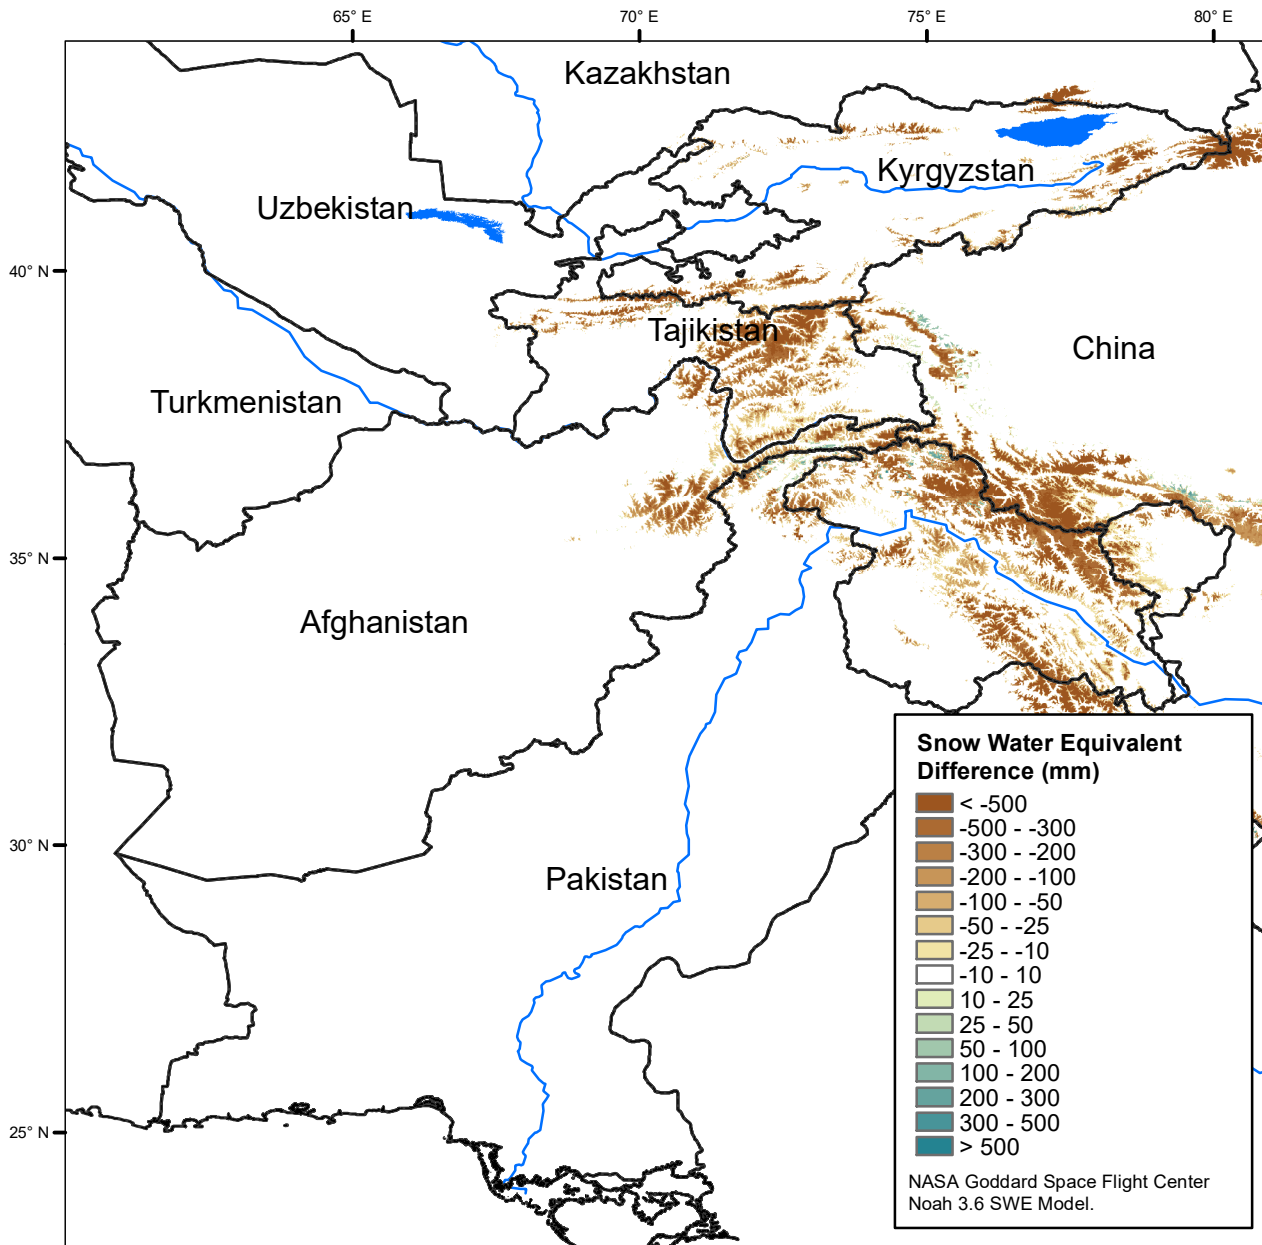 65° E
70° E
75° E
80° E
Kazakhstan
Kyrgyzstan
Uzbekistan
40° N
Tajikistan
China
Turkmenistan
35° N
Afghanistan
30° N
Pakistan
25° N
Snow Water Equivalent
Difference (mm)
< -500
-500 - -300
-300 - -200
-200 - -100
-100 - -50
-50 - -25
-25 - -10
-10 - 10
10 - 25
25 - 50
50 - 100
100 - 200
200 - 300
300 - 500
> 500
NASA Goddard Space Flight Center
Noah 3.6 SWE Model.